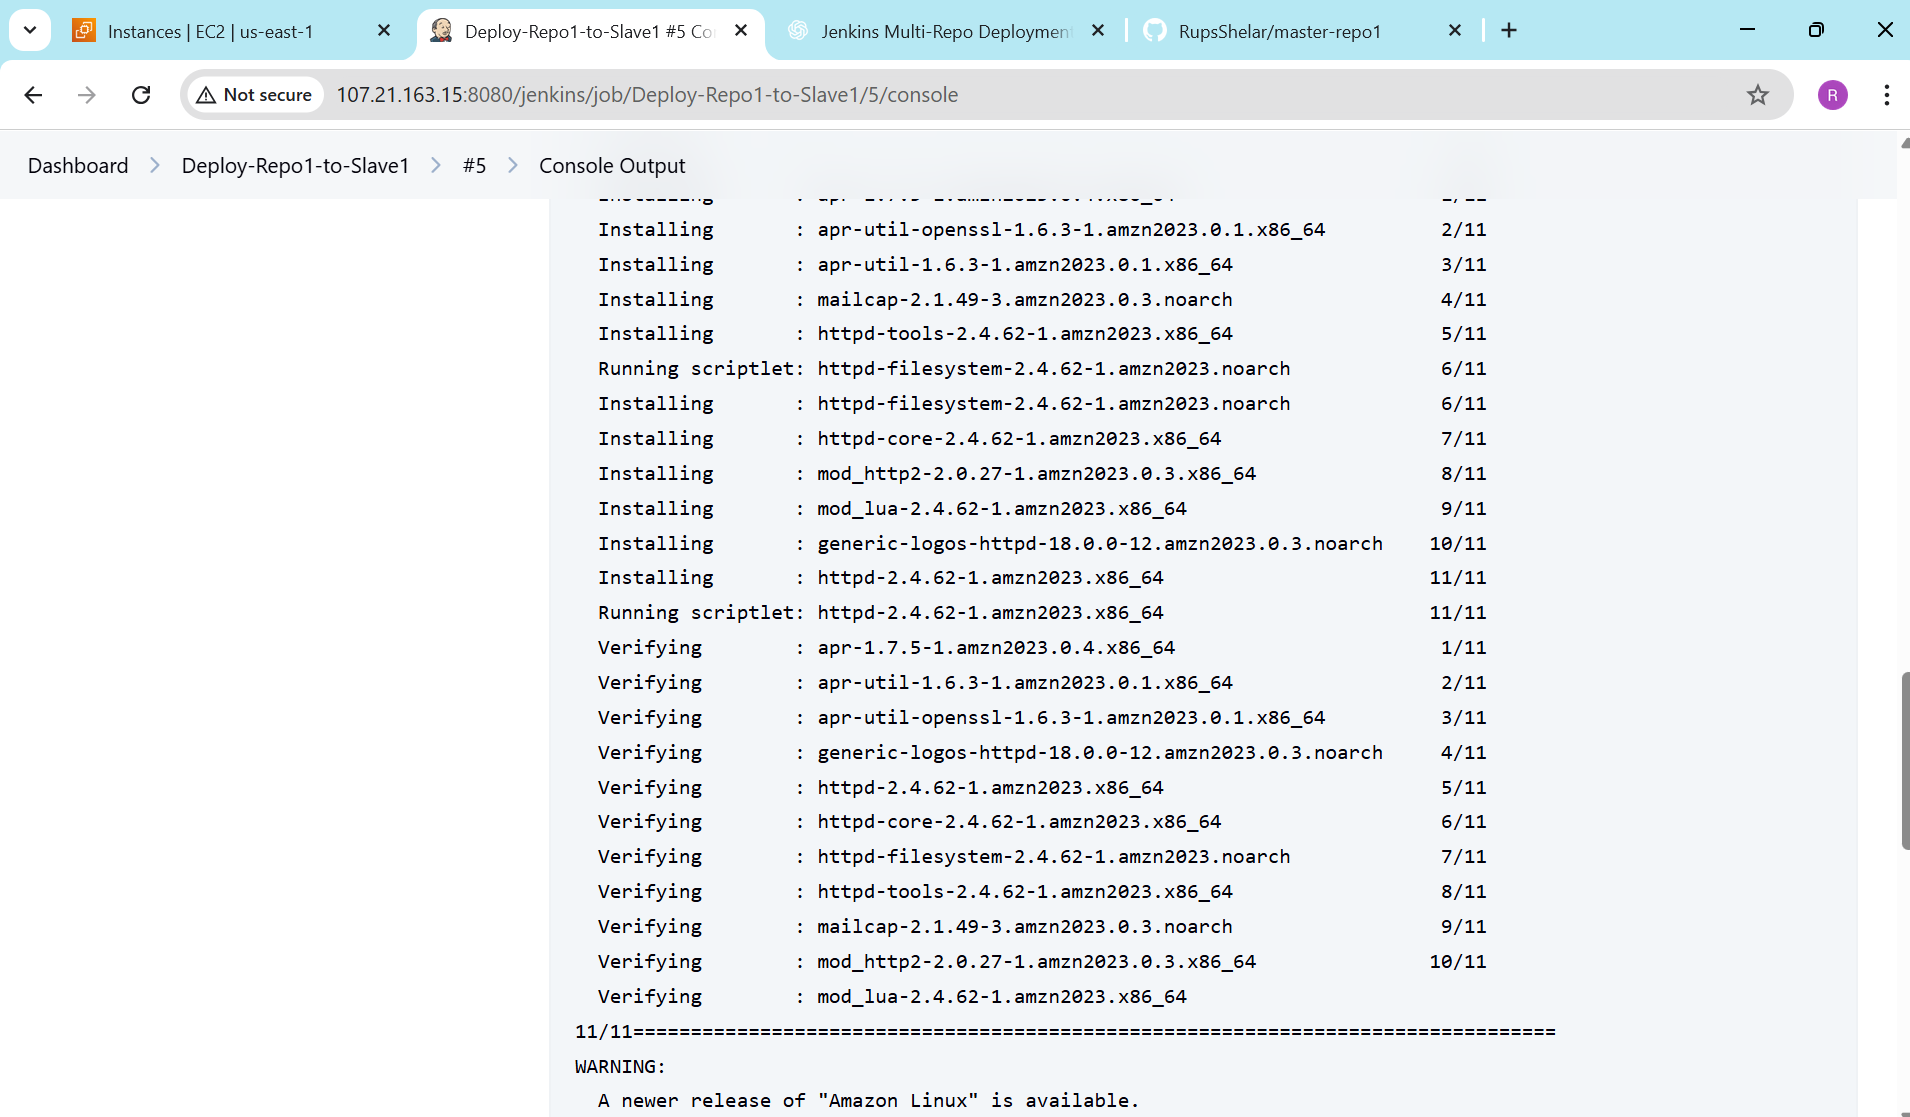 Instances | EC2 | us-east-1
Deploy-Repo1-to-Slave1 #5 Co
Jenkins Multi-Repo Deploymen
RupsShelar/master-repo1
Not secure
107.21.163.15:8080/jenkins/job/Deploy-Repo1-to-Slave1/5/console
R
Dashboard
Deploy-Repo1-to-Slave1
#5
Console Output
Installing : apr-util-openssl-1.6.3-1.amzn2023.0.1.x86_64 2/11
Installing : apr-util-1.6.3-1.amzn2023.0.1.x86_64 3/11
Installing : mailcap-2.1.49-3.amzn2023.0.3.noarch 4/11
Installing : httpd-tools-2.4.62-1.amzn2023.x86_64 5/11
Running scriptlet: httpd-filesystem-2.4.62-1.amzn2023.noarch 6/11
Installing : httpd-filesystem-2.4.62-1.amzn2023.noarch 6/11
Installing : httpd-core-2.4.62-1.amzn2023.x86_64 7/11
Installing : mod_http2-2.0.27-1.amzn2023.0.3.x86_64 8/11
Installing : mod_lua-2.4.62-1.amzn2023.x86_64 9/11
Installing : generic-logos-httpd-18.0.0-12.amzn2023.0.3.noarch 10/11
Installing : httpd-2.4.62-1.amzn2023.x86_64 11/11
Running scriptlet: httpd-2.4.62-1.amzn2023.x86_64 11/11
Verifying : apr-1.7.5-1.amzn2023.0.4.x86_64 1/11
Verifying : apr-util-1.6.3-1.amzn2023.0.1.x86_64 2/11
Verifying : apr-util-openssl-1.6.3-1.amzn2023.0.1.x86_64 3/11
Verifying : generic-logos-httpd-18.0.0-12.amzn2023.0.3.noarch 4/11
Verifying : httpd-2.4.62-1.amzn2023.x86_64 5/11
Verifying : httpd-core-2.4.62-1.amzn2023.x86_64 6/11
Verifying : httpd-filesystem-2.4.62-1.amzn2023.noarch 7/11
Verifying : httpd-tools-2.4.62-1.amzn2023.x86_64 8/11
Verifying : mailcap-2.1.49-3.amzn2023.0.3.noarch 9/11
Verifying : mod_http2-2.0.27-1.amzn2023.0.3.x86_64 10/11
Verifying : mod_lua-2.4.62-1.amzn2023.x86_64
11/11================================================================================
WARNING:
A newer release of "Amazon Linux" is available.